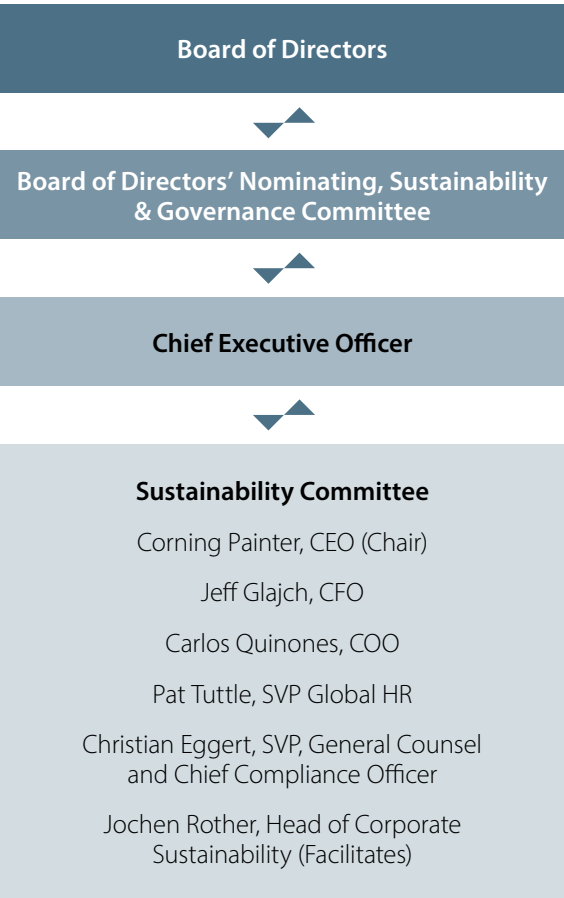 Board of Directors
Board of Directors’ Nominating, Sustainability
& Governance Committee
Chief Executive Officer
Sustainability Committee
Corning Painter, CEO (Chair)
Jeff Glajch, CFO
Carlos Quinones, COO
Pat Tuttle, SVP Global HR
Christian Eggert, SVP, General Counsel
and Chief Compliance Officer
Jochen Rother, Head of Corporate
Sustainability (Facilitates)